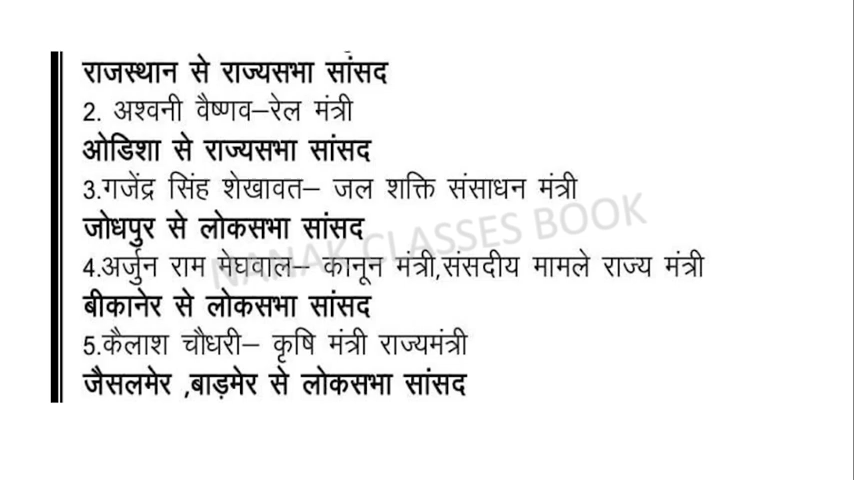 राजस्थान से राज्यसभा सांसद
2. अश्वनी वैष्णव–रेल मंत्री
ओडिशा से राज्यसभा सांसद
3.गजेंद्र सिंह शेखावत– जल शक्ति संसाधन मंत्री
जोधपुर से लोकसभा सांसद
4.अर्जुन राम मेघवाल– कानून मंत्री,संसदीय मामले राज्य मंत्री
बीकानेर से लोकसभा सांसद
5.कैलाश चौधरी– कृषि मंत्री राज्यमंत्री
जैसलमेर ,बाड़मेर से लोकसभा सांसद
NANAK CLASSES BOOK